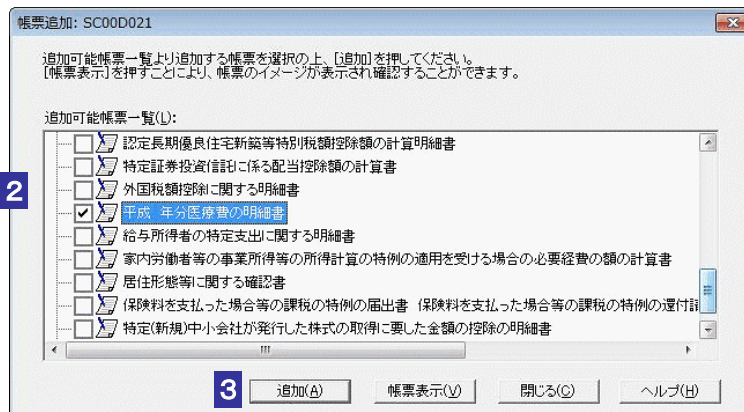 帳票追加: SC00D021
追加可能帳票一覧より追加する帳票を選択の上、[追加]を押してください。
[帳票表示]を押すことにより、帳票のイメージが表示され確認することができます。
追加可能帳票一覧(L):
認定長期優良住宅新築等特別税額控除額の計算明細書
特定証券投資信託に係る配当控除額の計算書
外国税額控除に関する明細書
2
平成 年分医療費の明細書
給与所得者の特定支出に関する明細書
家内労働者等の事業所得等の所得計算の特例の適用を受ける場合の必要経費の額の計算書
居住形態等に関する確認書
保険料を支払った場合等の課税の特例の届出書 保険料を支払った場合等の課税の特例の還付請
特定(新規)中小会社が発行した株式の取得に要した金額の控除の明細書
3 追加(A) 帳票表示(V) 閉じる(C) ヘルプ(H)